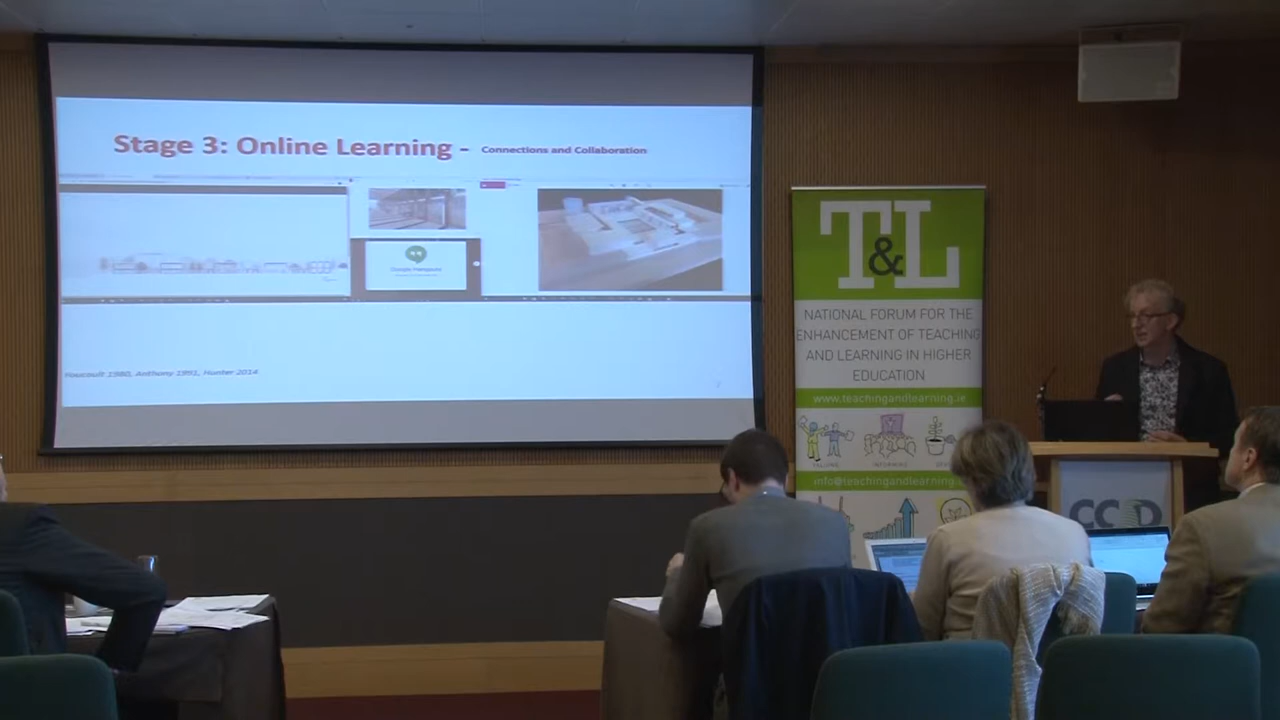 Stage 3: Online Learning - Connections and Collaboration
Google Hangouts
Foucault 1980, Anthony 1991, Hunter 2014
T&L
NATIONAL FORUM FOR THE
ENHANCEMENT OF TEACHING
AND LEARNING IN HIGHER
EDUCATION
www.teachingandlearning.ie
info@teachingandlearning